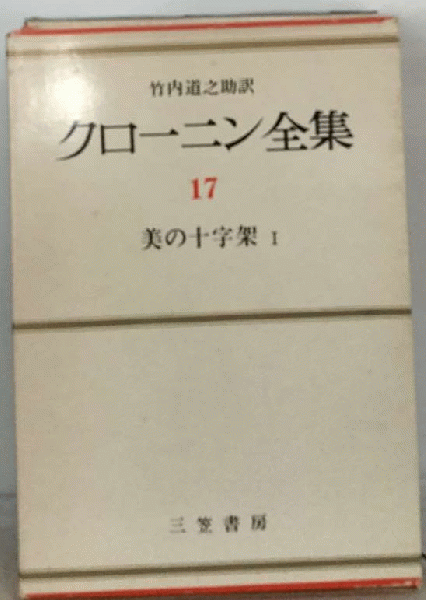 竹内道之助訳
クローニン全集
17
美の十字架 I
三笠書房